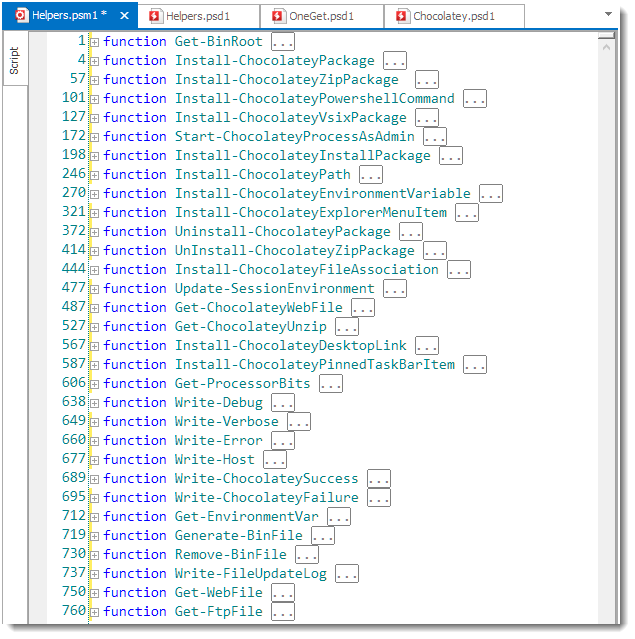 Helpers.psm1 * Helpers.psd1 OneGet.psd1 Chocolatey.psd1
Script
1 function Get-BinRoot ...
4 function Install-ChocolateyPackage ...
57 function Install-ChocolateyZipPackage ...
101 function Install-ChocolateyPowershellCommand ...
127 function Install-ChocolateyVsixPackage ...
172 function Start-ChocolateyProcessAsAdmin ...
198 function Install-ChocolateyInstallPackage ...
246 function Install-ChocolateyPath ...
270 function Install-ChocolateyEnvironmentVariable ...
321 function Install-ChocolateyExplorerMenuItem ...
372 function Uninstall-ChocolateyPackage ...
414 function UnInstall-ChocolateyZipPackage ...
444 function Install-ChocolateyFileAssociation ...
477 function Update-SessionEnvironment ...
487 function Get-ChocolateyWebFile ...
527 function Get-ChocolateyUnzip ...
567 function Install-ChocolateyDesktopLink ...
587 function Install-ChocolateyPinnedTaskBarItem ...
606 function Get-ProcessorBits ...
638 function Write-Debug ...
649 function Write-Verbose ...
660 function Write-Error ...
677 function Write-Host ...
689 function Write-ChocolateySuccess ...
695 function Write-ChocolateyFailure ...
712 function Get-EnvironmentVar ...
719 function Generate-BinFile ...
730 function Remove-BinFile ...
737 function Write-FileUpdateLog ...
750 function Get-WebFile ...
760 function Get-FtpFile ...